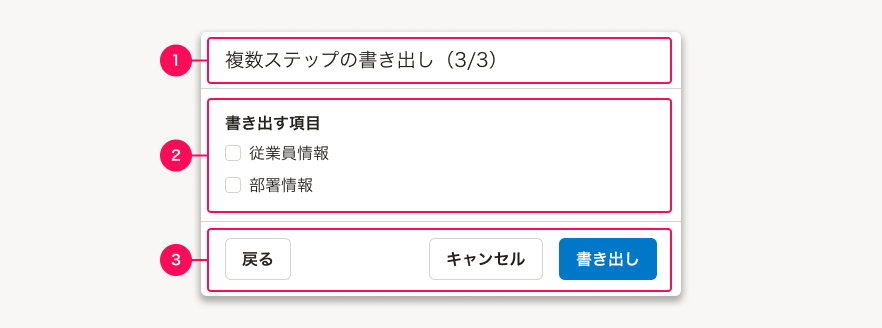 1
複数ステップの書き出し（3/3）
2
書き出す項目
従業員情報
部署情報
3
戻る
キャンセル
書き出し